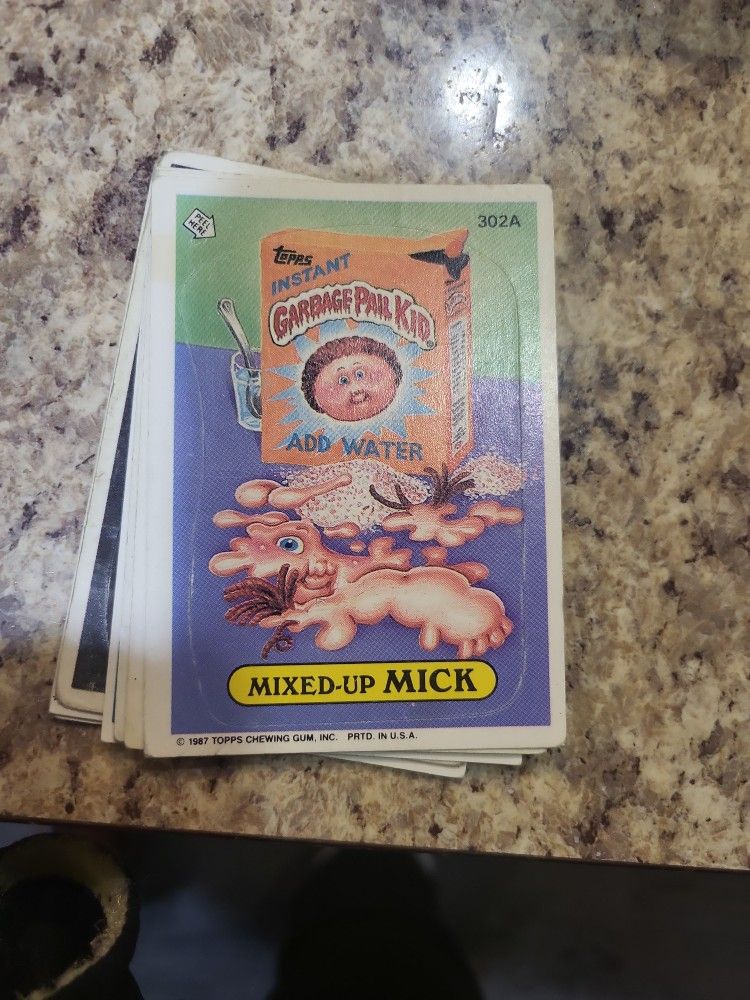 PEEL
HERE
302A
TOPPS
INSTANT
GARBAGE PAIL KID
ADD WATER
MIXED-UP MICK
© 1987 TOPPS CHEWING GUM, INC. PRTD. IN U.S.A.